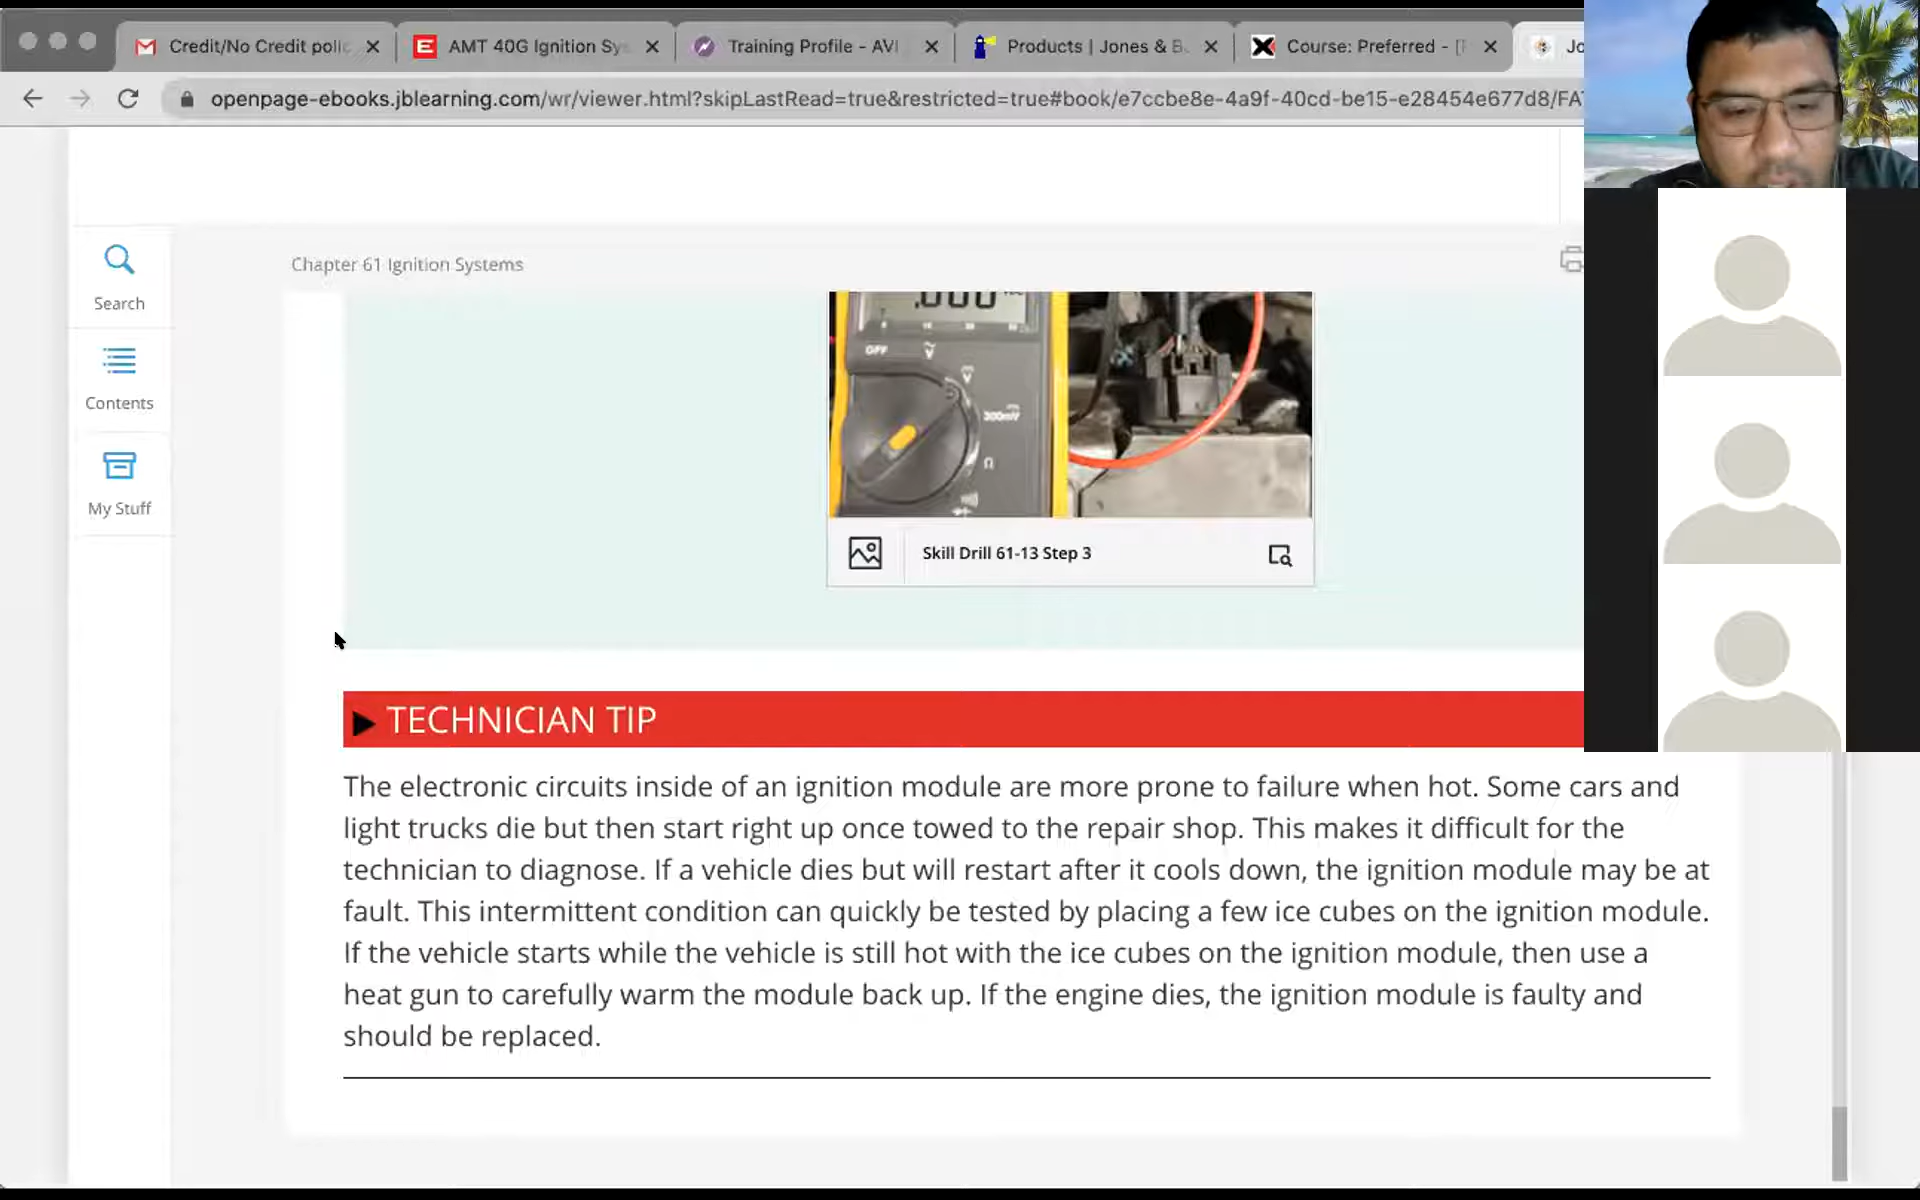 Credit/No Credit polic
AMT 40G Ignition Sy
Training Profile - AVI
Products | Jones & B
Course: Preferred - [
Jo
openpage-ebooks.jblearning.com/wr/viewer.html?skipLastRead=true&restricted=true#book/e7ccbe8e-4a9f-40cd-be15-e28454e677d8/FA
Search
Contents
My Stuff
Chapter 61 Ignition Systems
.000
OFF
V
V
300mV
Ω
Skill Drill 61-13 Step 3
TECHNICIAN TIP
The electronic circuits inside of an ignition module are more prone to failure when hot. Some cars and
light trucks die but then start right up once towed to the repair shop. This makes it difficult for the
technician to diagnose. If a vehicle dies but will restart after it cools down, the ignition module may be at
fault. This intermittent condition can quickly be tested by placing a few ice cubes on the ignition module.
If the vehicle starts while the vehicle is still hot with the ice cubes on the ignition module, then use a
heat gun to carefully warm the module back up. If the engine dies, the ignition module is faulty and
should be replaced.